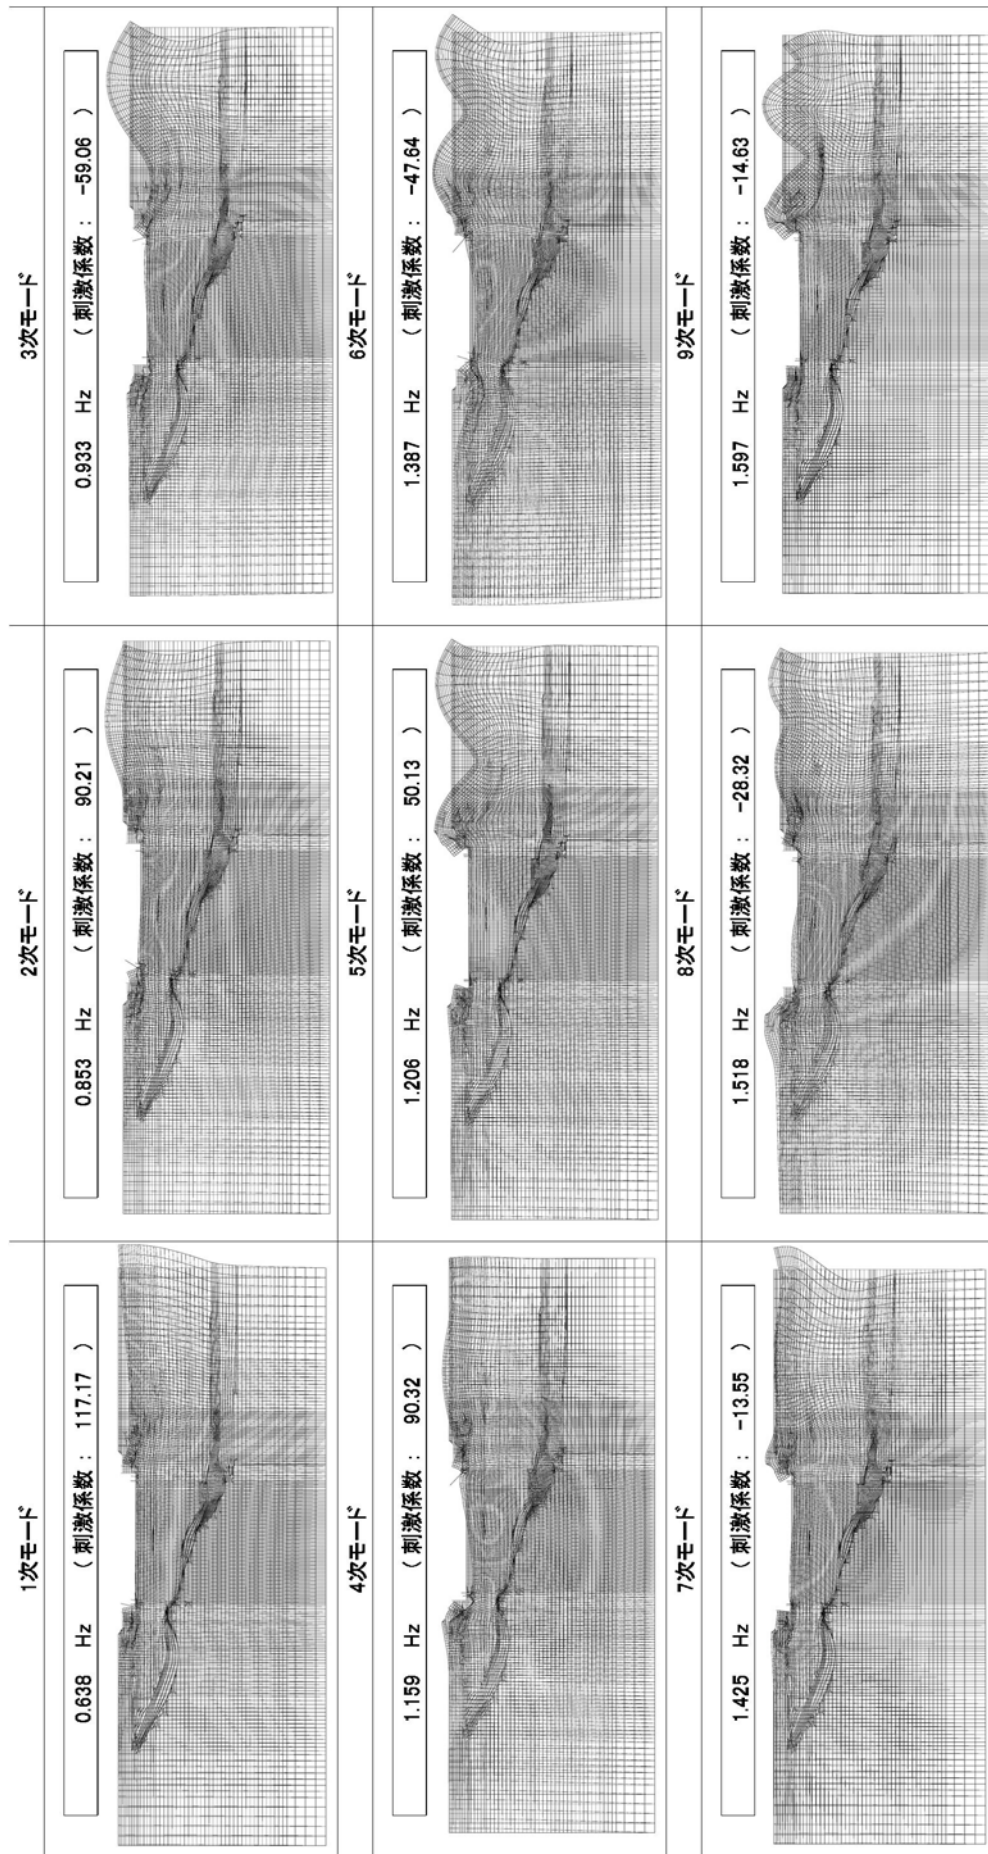 1次モード
0.638 Hz (刺激係数: 117.17 )
2次モード
0.853 Hz (刺激係数: 90.21 )
3次モード
0.933 Hz (刺激係数: -59.06 )
4次モード
1.159 Hz (刺激係数: 90.32 )
5次モード
1.206 Hz (刺激係数: 50.13 )
6次モード
1.387 Hz (刺激係数: -47.64 )
7次モード
1.425 Hz (刺激係数: -13.55 )
8次モード
1.518 Hz (刺激係数: -28.32 )
9次モード
1.597 Hz (刺激係数: -14.63 )